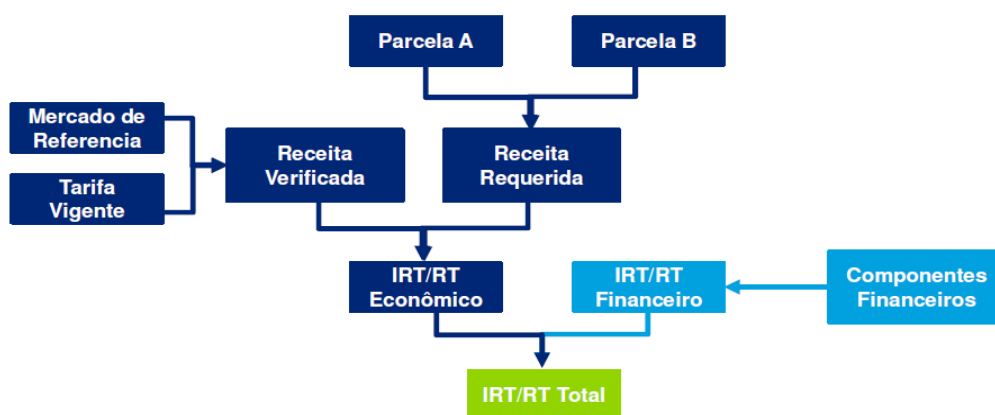 Parcela A
Parcela B
Mercado de
Referencia
Tarifa
Vigente
Receita
Verificada
Receita
Requerida
IRT/RT
Econômico
IRT/RT
Financeiro
Componentes
Financeiros
IRT/RT Total